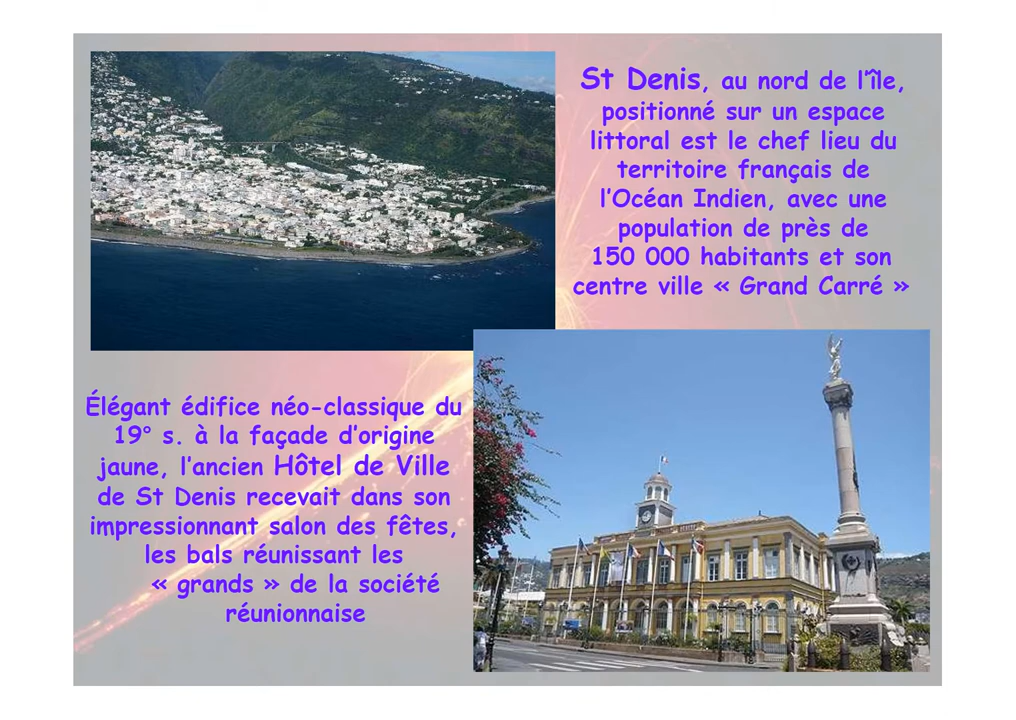 St Denis, au nord de l'île,
positionné sur un espace
littoral est le chef lieu du
territoire français de
l'Océan Indien, avec une
population de près de
150 000 habitants et son
centre ville « Grand Carré »
Élégant édifice néo-classique du
19° s. à la façade d'origine
jaune, l'ancien Hôtel de Ville
de St Denis recevait dans son
impressionnant salon des fêtes,
les bals réunissant les
« grands » de la société
réunionnaise